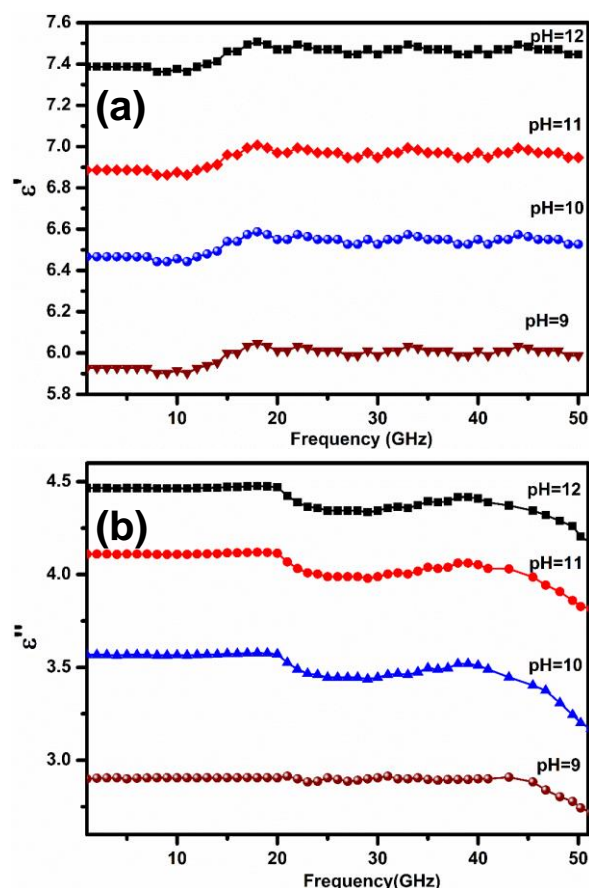 (a)
ε'
7.6
7.4
7.2
7.0
6.8
6.6
6.4
6.2
6.0
5.8
pH=12
pH=11
pH=10
pH=9
10 20 30 40 50
Frequency (GHz)
(b)
ε"
4.5
4.0
3.5
3.0
pH=12
pH=11
pH=10
pH=9
10 20 30 40 50
Frequency(GHz)